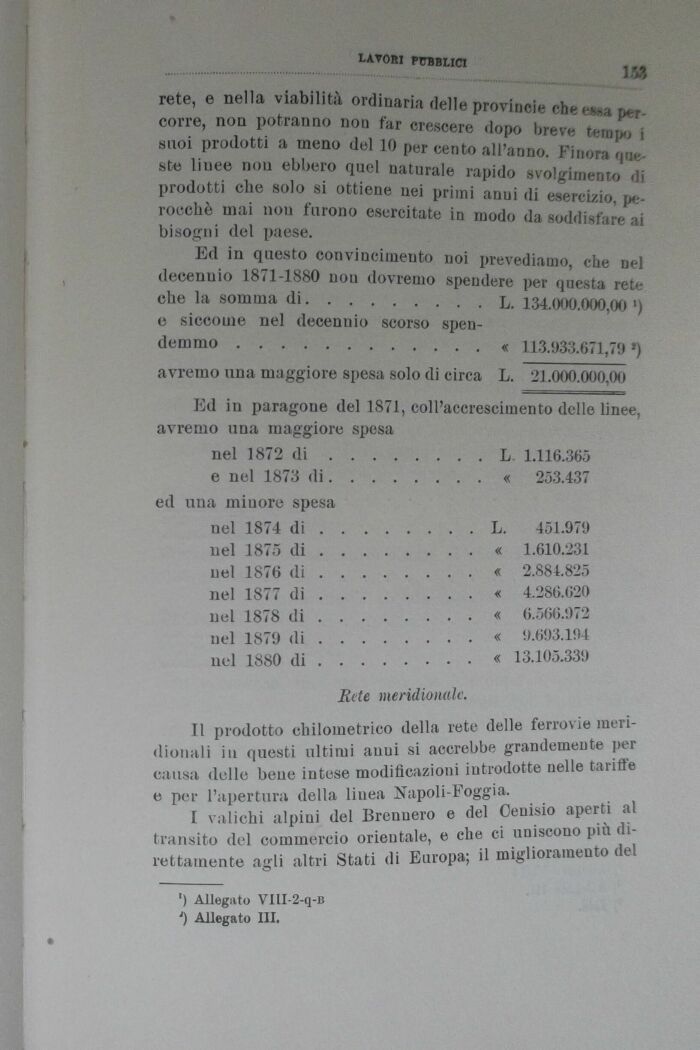 LAVORI PUBBLICI
153
rete, e nella viabilità ordinaria delle provincie che essa per-
corre, non potranno non far crescere dopo breve tempo i
suoi prodotti a meno del 10 per cento all'anno. Finora que-
ste linee non ebbero quel naturale rapido svolgimento di
prodotti che solo si ottiene nei primi anni di esercizio, pe-
rocchè mai non furono esercitate in modo da soddisfare ai
bisogni del paese.
Ed in questo convincimento noi prevediamo, che nel
decennio 1871-1880 non dovremo spendere per questa rete
che la somma di. . . . . . . . . L. 134.000.000,00 ¹)
e siccome nel decennio scorso spen-
demmo . . . . . . . . . . . . « 113.933.671,79 ²)
avremo una maggiore spesa solo di circa L. 21.000.000,00
Ed in paragone del 1871, coll'accrescimento delle linee,
avremo una maggiore spesa
nel 1872 di . . . . . . . . L. 1.116.365
e nel 1873 di. . . . . . . . « 253.437
ed una minore spesa
nel 1874 di . . . . . . . . L. 451.979
nel 1875 di . . . . . . . . « 1.610.231
nel 1876 di . . . . . . . . « 2.884.825
nel 1877 di . . . . . . . . « 4.286.620
nel 1878 di . . . . . . . . « 6.566.972
nel 1879 di . . . . . . . . « 9.693.194
nel 1880 di . . . . . . . . « 13.105.339
Rete meridionale.
Il prodotto chilometrico della rete delle ferrovie meri-
dionali in questi ultimi anni si accrebbe grandemente per
causa delle bene intese modificazioni introdotte nelle tariffe
e per l'apertura della linea Napoli-Foggia.
I valichi alpini del Brennero e del Cenisio aperti al
transito del commercio orientale, e che ci uniscono più di-
rettamente agli altri Stati di Europa; il miglioramento del
¹) Allegato VIII-2-q-B
²) Allegato III.